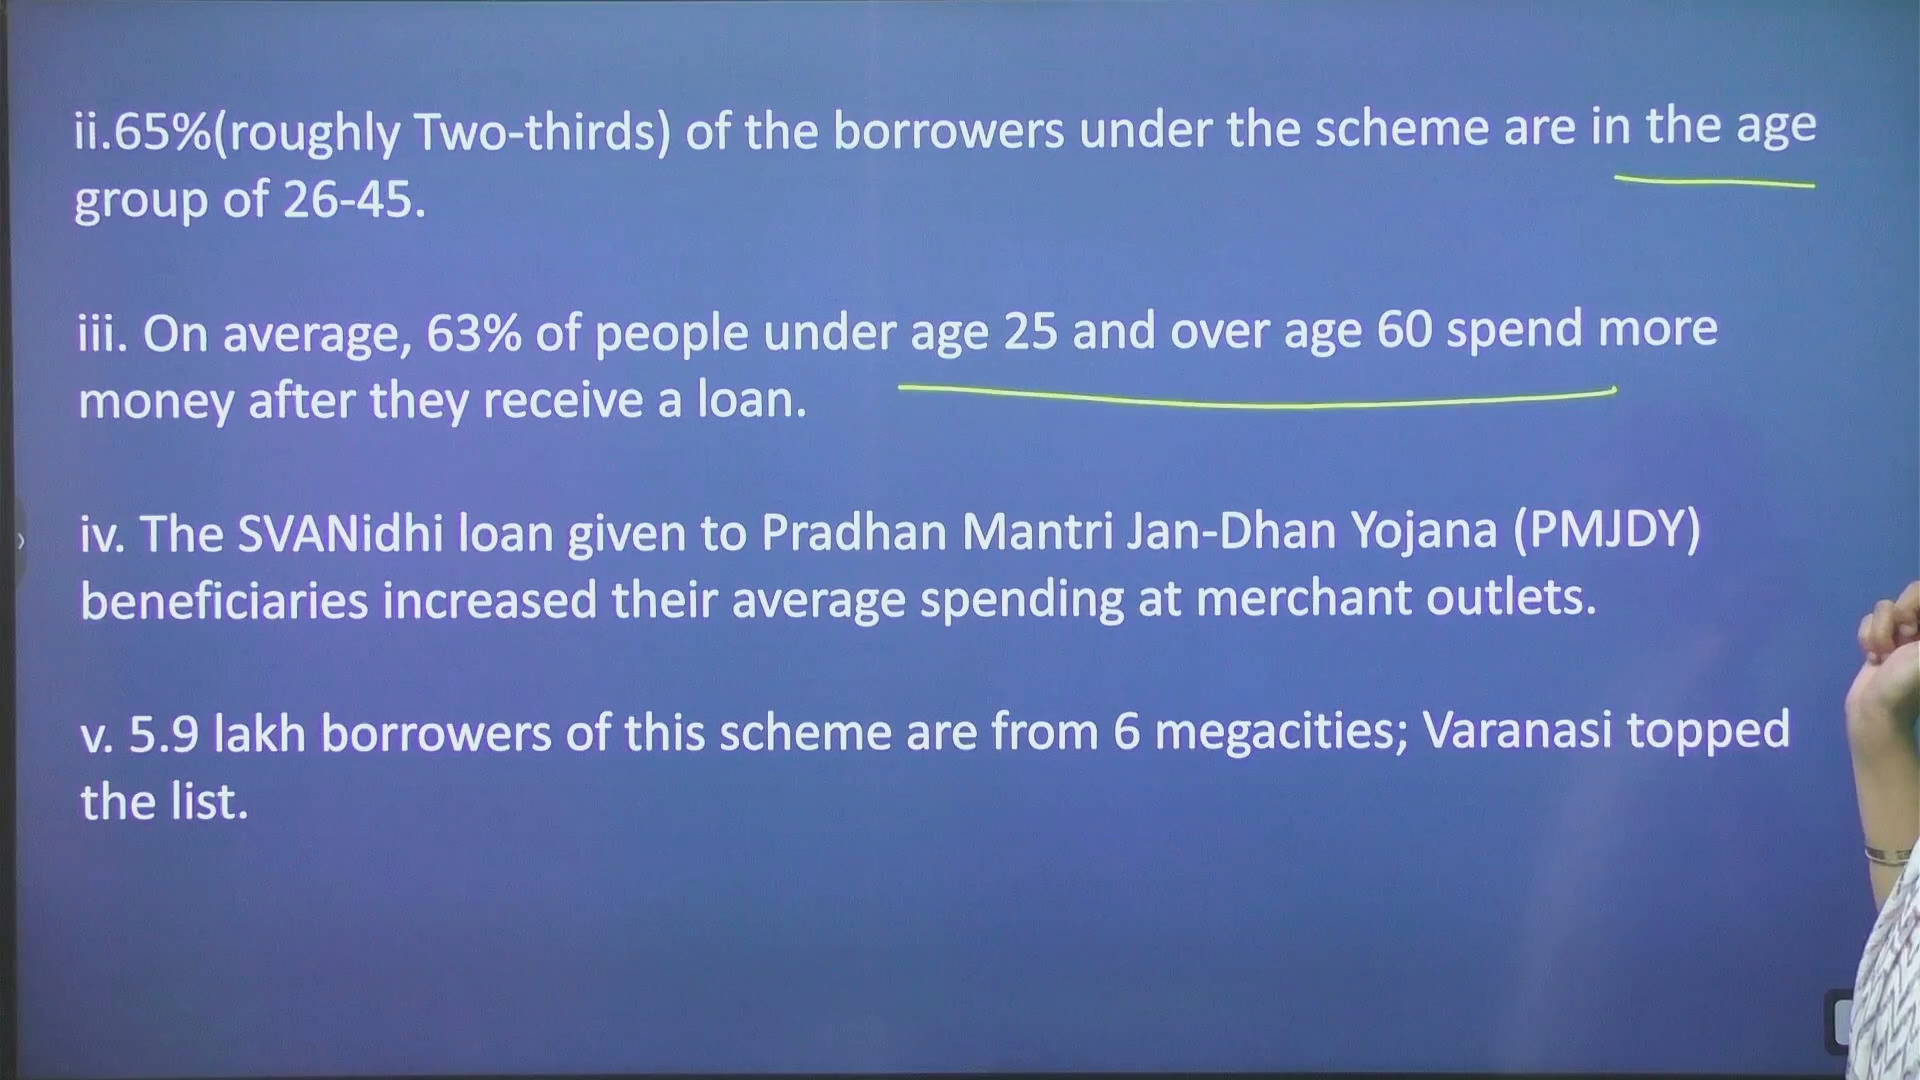 ii.65%(roughly Two-thirds) of the borrowers under the scheme are in the age
group of 26-45.
iii. On average, 63% of people under age 25 and over age 60 spend more
money after they receive a loan.
iv. The SVANidhi loan given to Pradhan Mantri Jan-Dhan Yojana (PMJDY)
beneficiaries increased their average spending at merchant outlets.
v. 5.9 lakh borrowers of this scheme are from 6 megacities; Varanasi topped
the list.